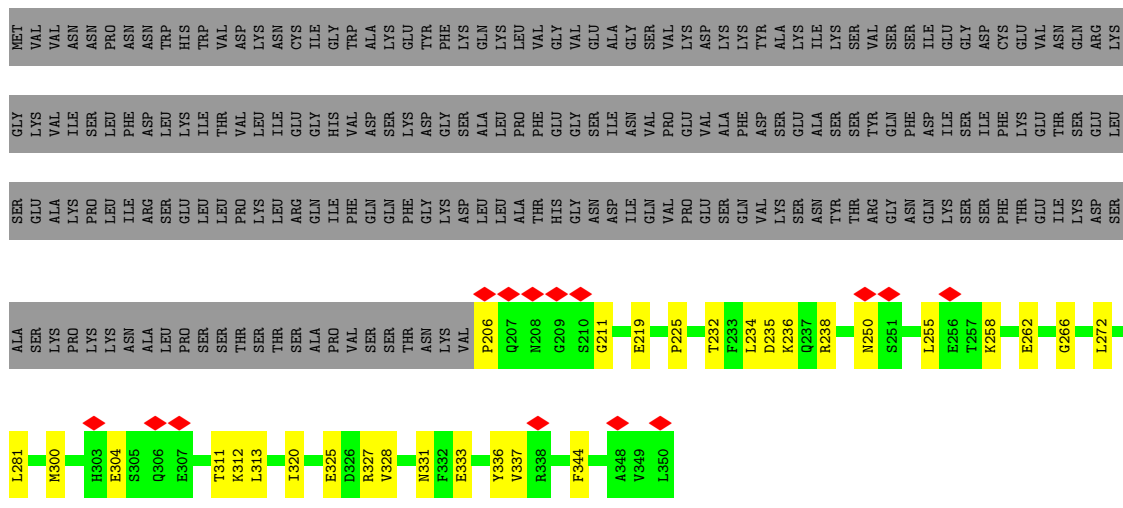 MET VAL VAL ASN ASN PRO ASN ASN TRP HIS TRP VAL ASP LYS ASN CYS ILE GLY TRP ALA LYS GLU TYR PHE LYS GLN LYS LEU VAL GLY VAL GLU ALA GLY SER VAL LYS ASP LYS LYS TYR ALA LYS ILE LYS SER VAL SER SER ILE GLU GLY ASP CYS GLU VAL ASN GLN ARG LYS
GLY LYS VAL ILE SER LEU PHE ASP LEU LYS ILE THR VAL LEU ILE GLU GLY HIS VAL ASP SER LYS ASP GLY SER ALA LEU PRO PHE GLU GLY SER ILE ASN VAL PRO GLU VAL ALA PHE ASP SER GLU ALA SER SER TYR GLN PHE ASP ILE SER ILE PHE LYS GLU THR SER GLU LEU
SER GLU ALA LYS PRO LEU ILE ARG SER GLU LEU LEU PRO LYS LEU ARG GLN ILE PHE GLN GLN PHE GLY LYS ASP LEU LEU ALA THR HIS GLY ASN ASP ILE GLN VAL PRO GLU SER GLN VAL LYS SER ASN TYR THR ARG GLY ASN GLN LYS SER SER PHE THR GLU ILE LYS ASP SER
ALA SER LYS PRO LYS LYS ASN ALA LEU PRO SER SER THR SER THR SER ALA PRO VAL SER SER THR ASN LYS VAL P206 Q207 N208 G209 S210 G211 E219 P225 T232 F233 L234 D235 K236 Q237 R238 N250 S251 L255 E256 T257 K258 E262 G266 L272
L281 M300 H303 E304 S305 Q306 E307 T311 K312 L313 I320 E325 D326 R327 V328 N331 F332 E333 Y336 V337 R338 F344 A348 V349 L350